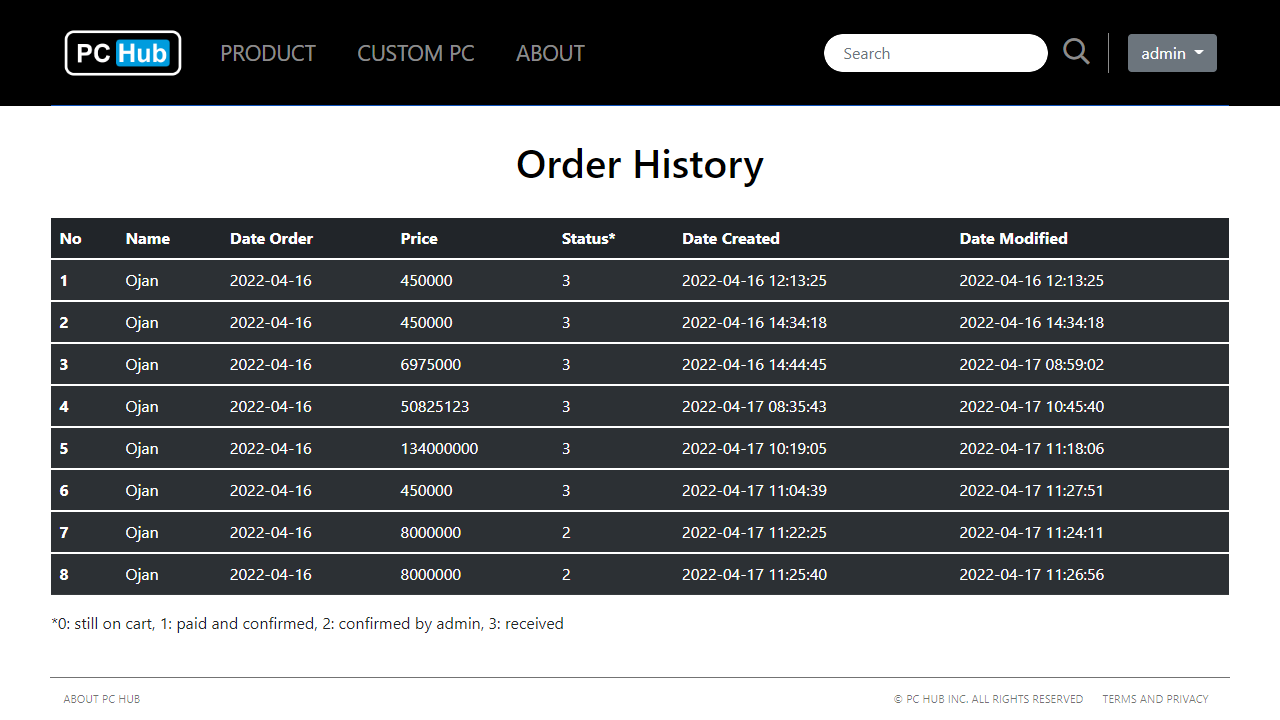 PC Hub PRODUCT CUSTOM PC ABOUT Search admin
Order History
No Name Date Order Price Status* Date Created Date Modified
1 Ojan 2022-04-16 450000 3 2022-04-16 12:13:25 2022-04-16 12:13:25
2 Ojan 2022-04-16 450000 3 2022-04-16 14:34:18 2022-04-16 14:34:18
3 Ojan 2022-04-16 6975000 3 2022-04-16 14:44:45 2022-04-17 08:59:02
4 Ojan 2022-04-16 50825123 3 2022-04-17 08:35:43 2022-04-17 10:45:40
5 Ojan 2022-04-16 134000000 3 2022-04-17 10:19:05 2022-04-17 11:18:06
6 Ojan 2022-04-16 450000 3 2022-04-17 11:04:39 2022-04-17 11:27:51
7 Ojan 2022-04-16 8000000 2 2022-04-17 11:22:25 2022-04-17 11:24:11
8 Ojan 2022-04-16 8000000 2 2022-04-17 11:25:40 2022-04-17 11:26:56
*0: still on cart, 1: paid and confirmed, 2: confirmed by admin, 3: received
ABOUT PC HUB © PC HUB INC. ALL RIGHTS RESERVED TERMS AND PRIVACY